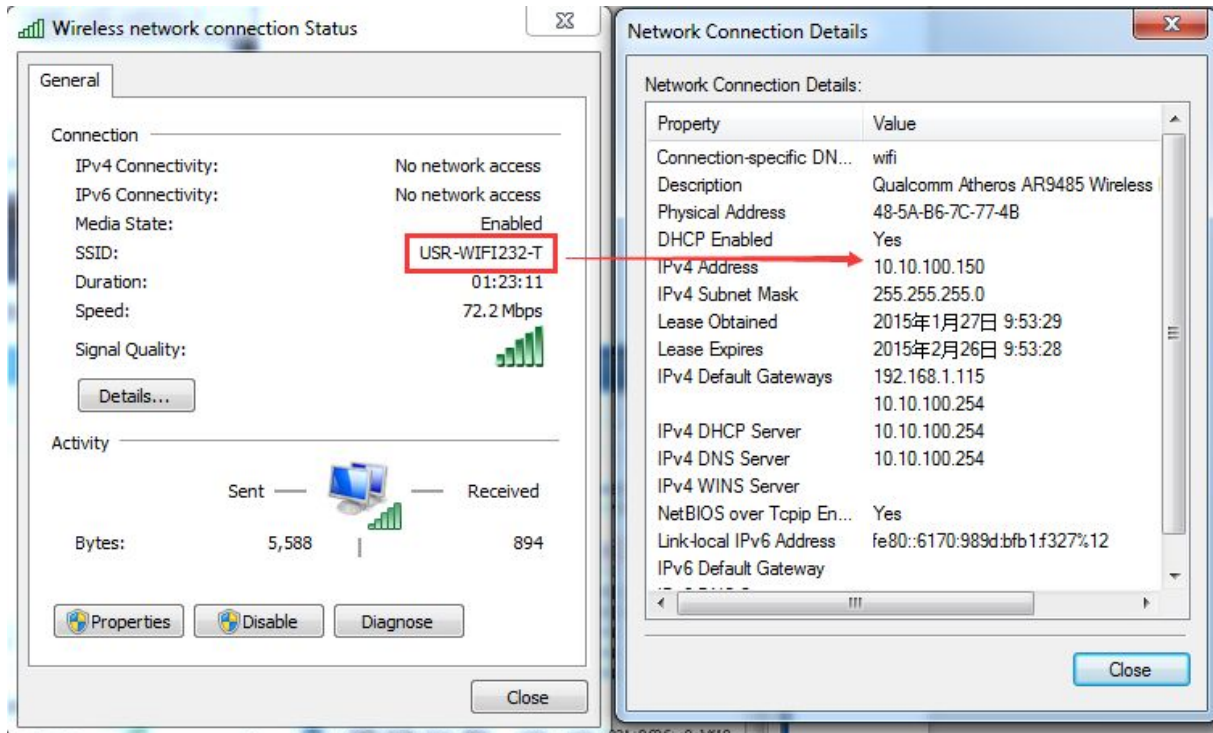 Wireless network connection Status
General
Connection
IPv4 Connectivity: No network access
IPv6 Connectivity: No network access
Media State: Enabled
SSID: USR-WIFI232-T
Duration: 01:23:11
Speed: 72.2 Mbps
Signal Quality:
Details...
Activity
Sent Received
Bytes: 5,588 894
Properties Disable Diagnose
Close
Network Connection Details
Network Connection Details:
Property Value
Connection-specific DN... wifi
Description Qualcomm Atheros AR9485 Wireless
Physical Address 48-5A-B6-7C-77-4B
DHCP Enabled Yes
IPv4 Address 10.10.100.150
IPv4 Subnet Mask 255.255.255.0
Lease Obtained 2015年1月27日 9:53:29
Lease Expires 2015年2月26日 9:53:28
IPv4 Default Gateways 192.168.1.115
10.10.100.254
IPv4 DHCP Server 10.10.100.254
IPv4 DNS Server 10.10.100.254
IPv4 WINS Server
NetBIOS over Tcpip En... Yes
Link-local IPv6 Address fe80::6170:989d:bfb1:f327%12
IPv6 Default Gateway
Close